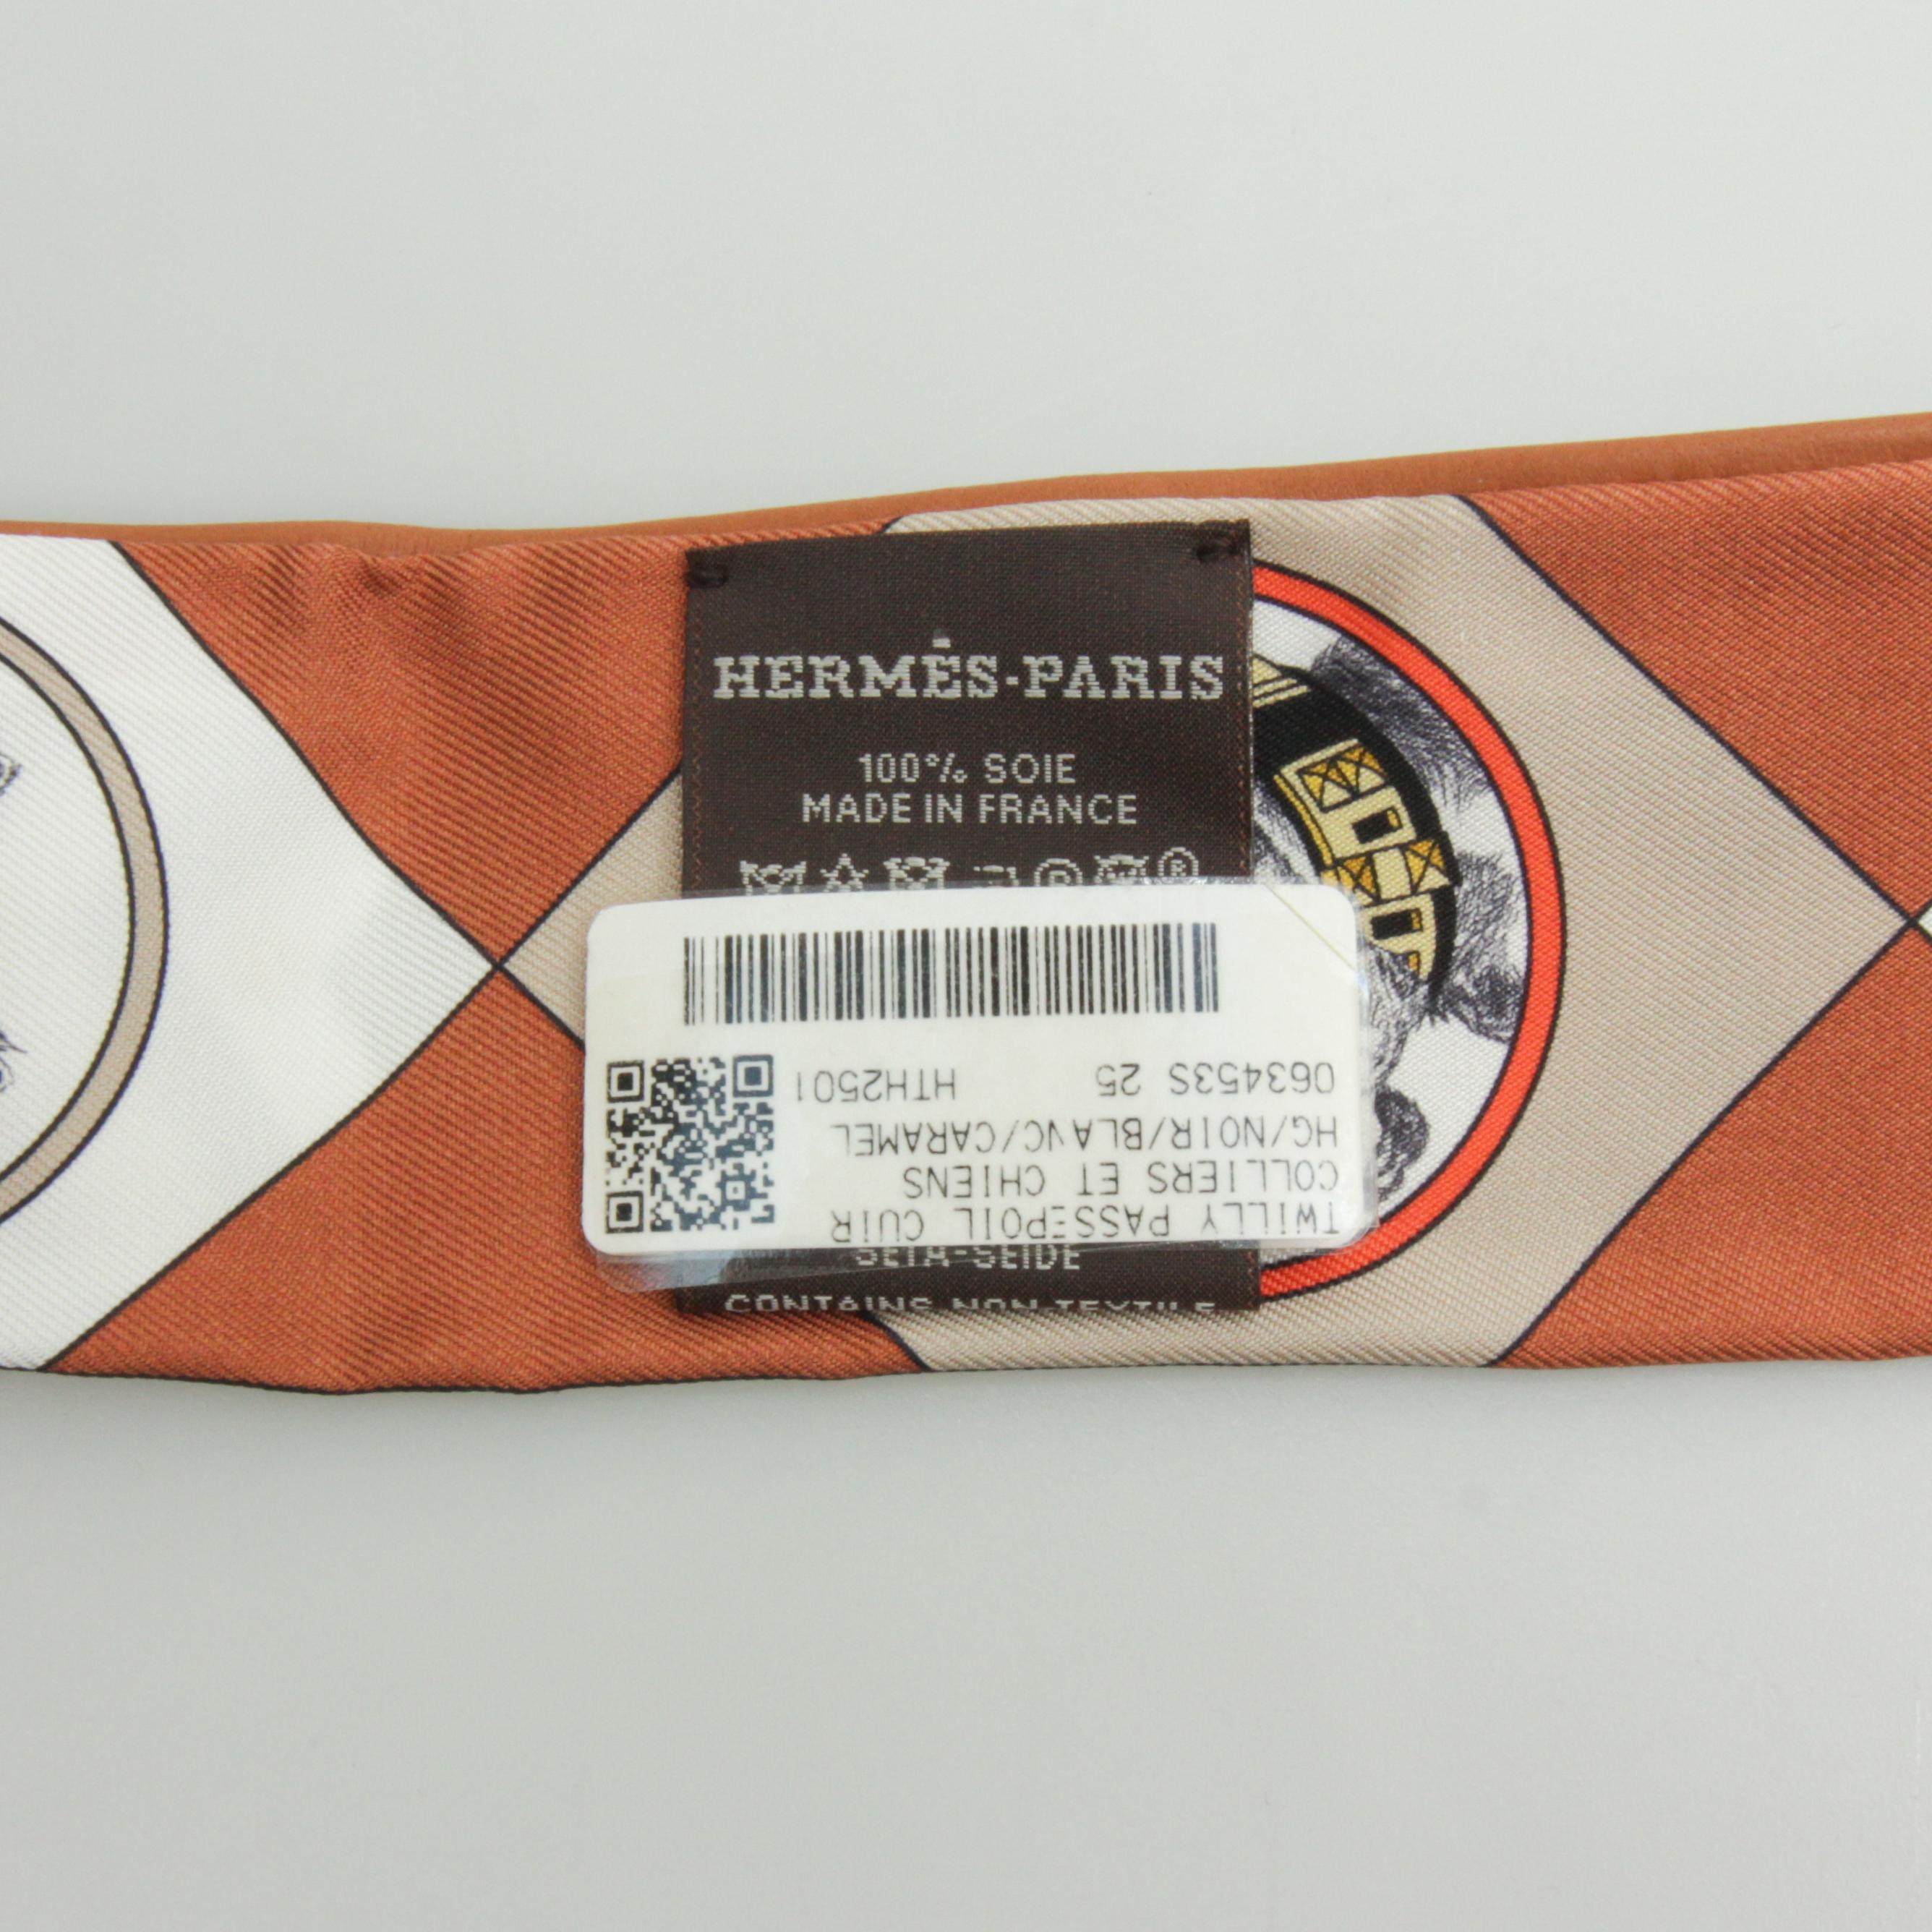 HERMÈS-PARIS
100% SOIE
MADE IN FRANCE
TWILLY PASSEPOIL CUIR
COLLIERS ET CHIENS
HG/NOIR/BLANC/CARAMEL
063453S 25 HTH2501
SETA-SEIDE
CONTAINS NON-TEXTILE